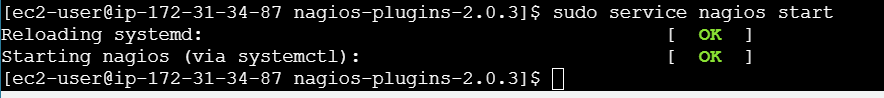 [ec2-user@ip-172-31-34-87 nagios-plugins-2.0.3]$ sudo service nagios start
Reloading systemd:                                         [  OK  ]
Starting nagios (via systemctl):                           [  OK  ]
[ec2-user@ip-172-31-34-87 nagios-plugins-2.0.3]$